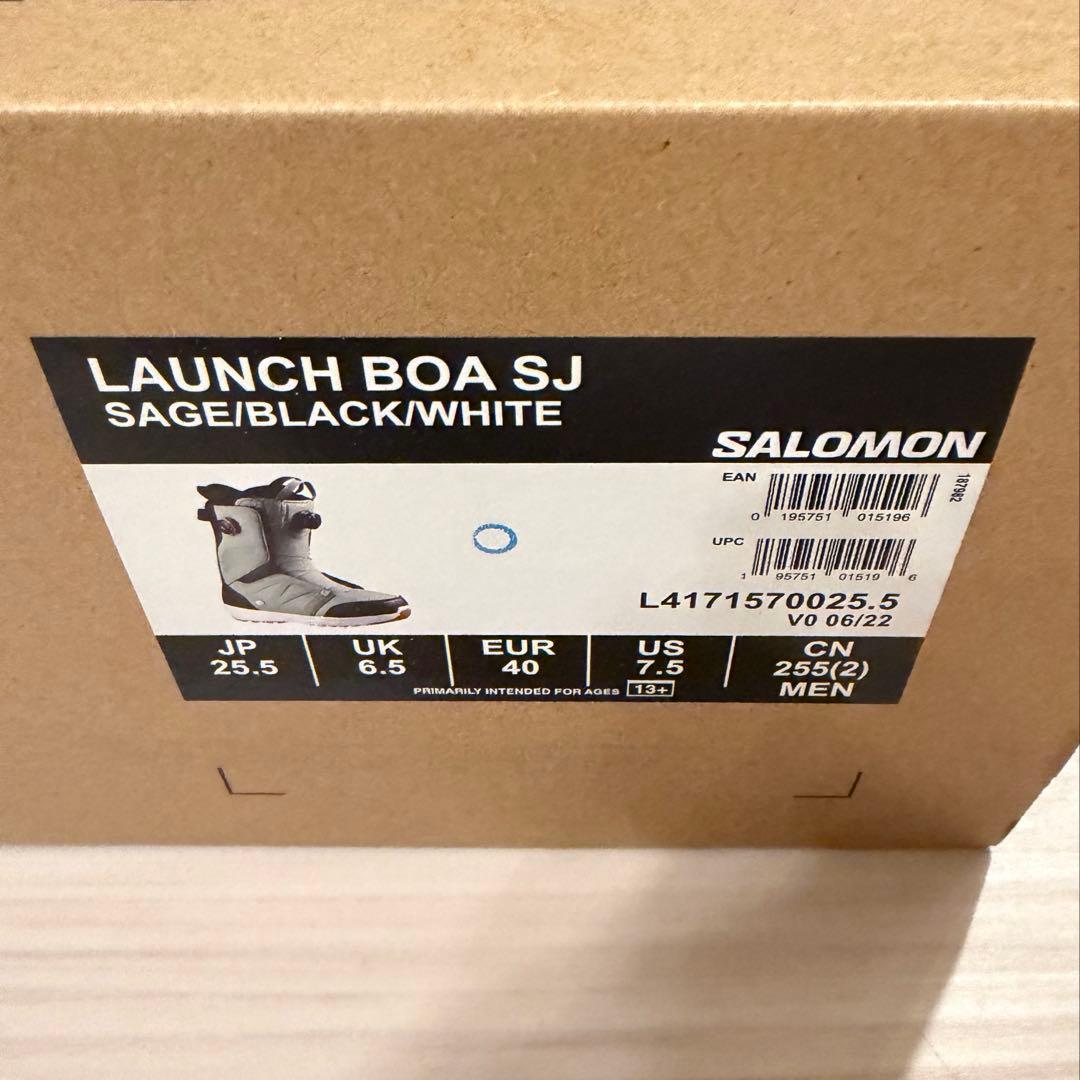 LAUNCH BOA SJ
SAGE/BLACK/WHITE
SALOMON
EAN
0 195751 015196
187982
UPC
1 95751 01519 6
L4171570025.5
V0 06/22
JP
25.5
UK
6.5
EUR
40
US
7.5
CN
255(2)
MEN
PRIMARILY INTENDED FOR AGES 13+